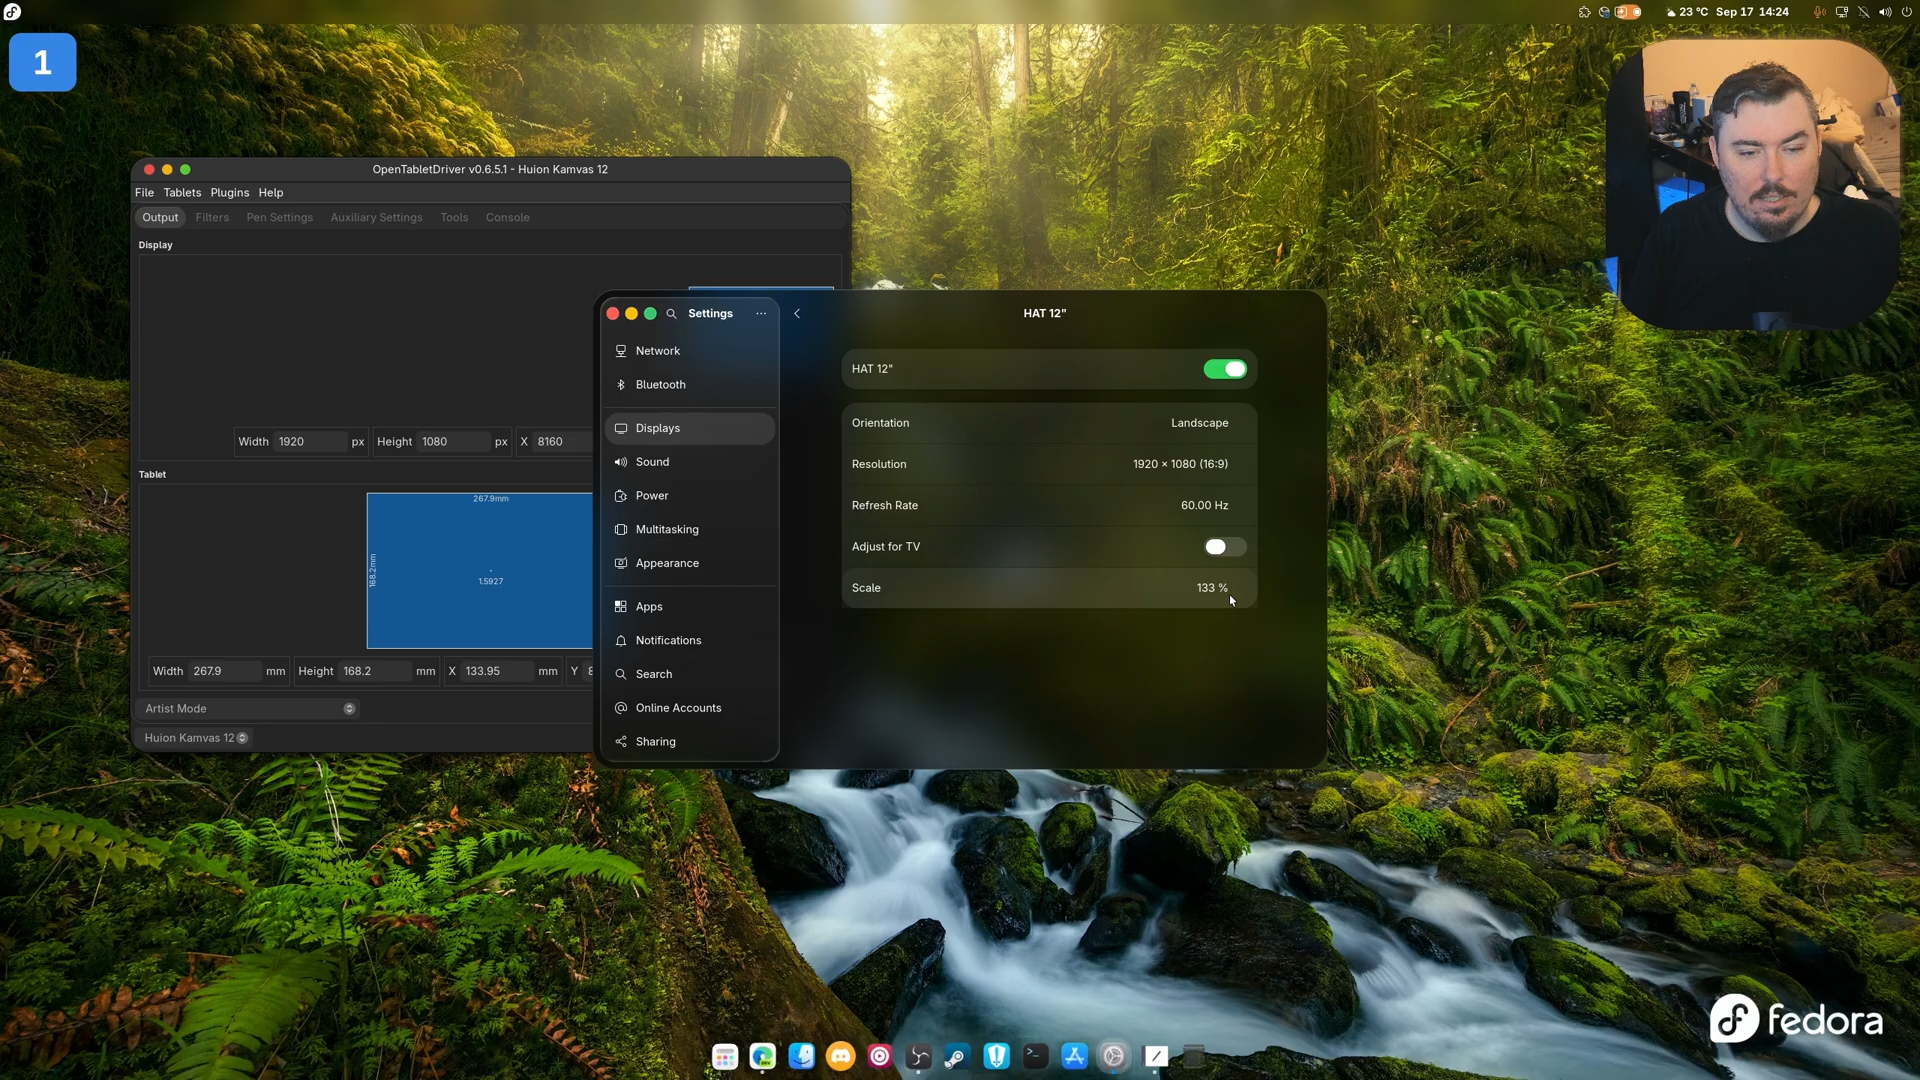 23 °C Sep 17 14:24
1
OpenTabletDriver v0.6.5.1 - Huion Kamvas 12
File Tablets Plugins Help
Output Filters Pen Settings Auxiliary Settings Tools Console
Display
Width 1920 px Height 1080 px X 8160
Tablet
267.9mm
168.2mm
1.5927
Width 267.9 mm Height 168.2 mm X 133.95 mm Y 8
Artist Mode
Huion Kamvas 12
Settings
Network
Bluetooth
Displays
Sound
Power
Multitasking
Appearance
Apps
Notifications
Search
Online Accounts
Sharing
HAT 12"
HAT 12"
Orientation Landscape
Resolution 1920 × 1080 (16:9)
Refresh Rate 60.00 Hz
Adjust for TV
Scale 133 %
fedora